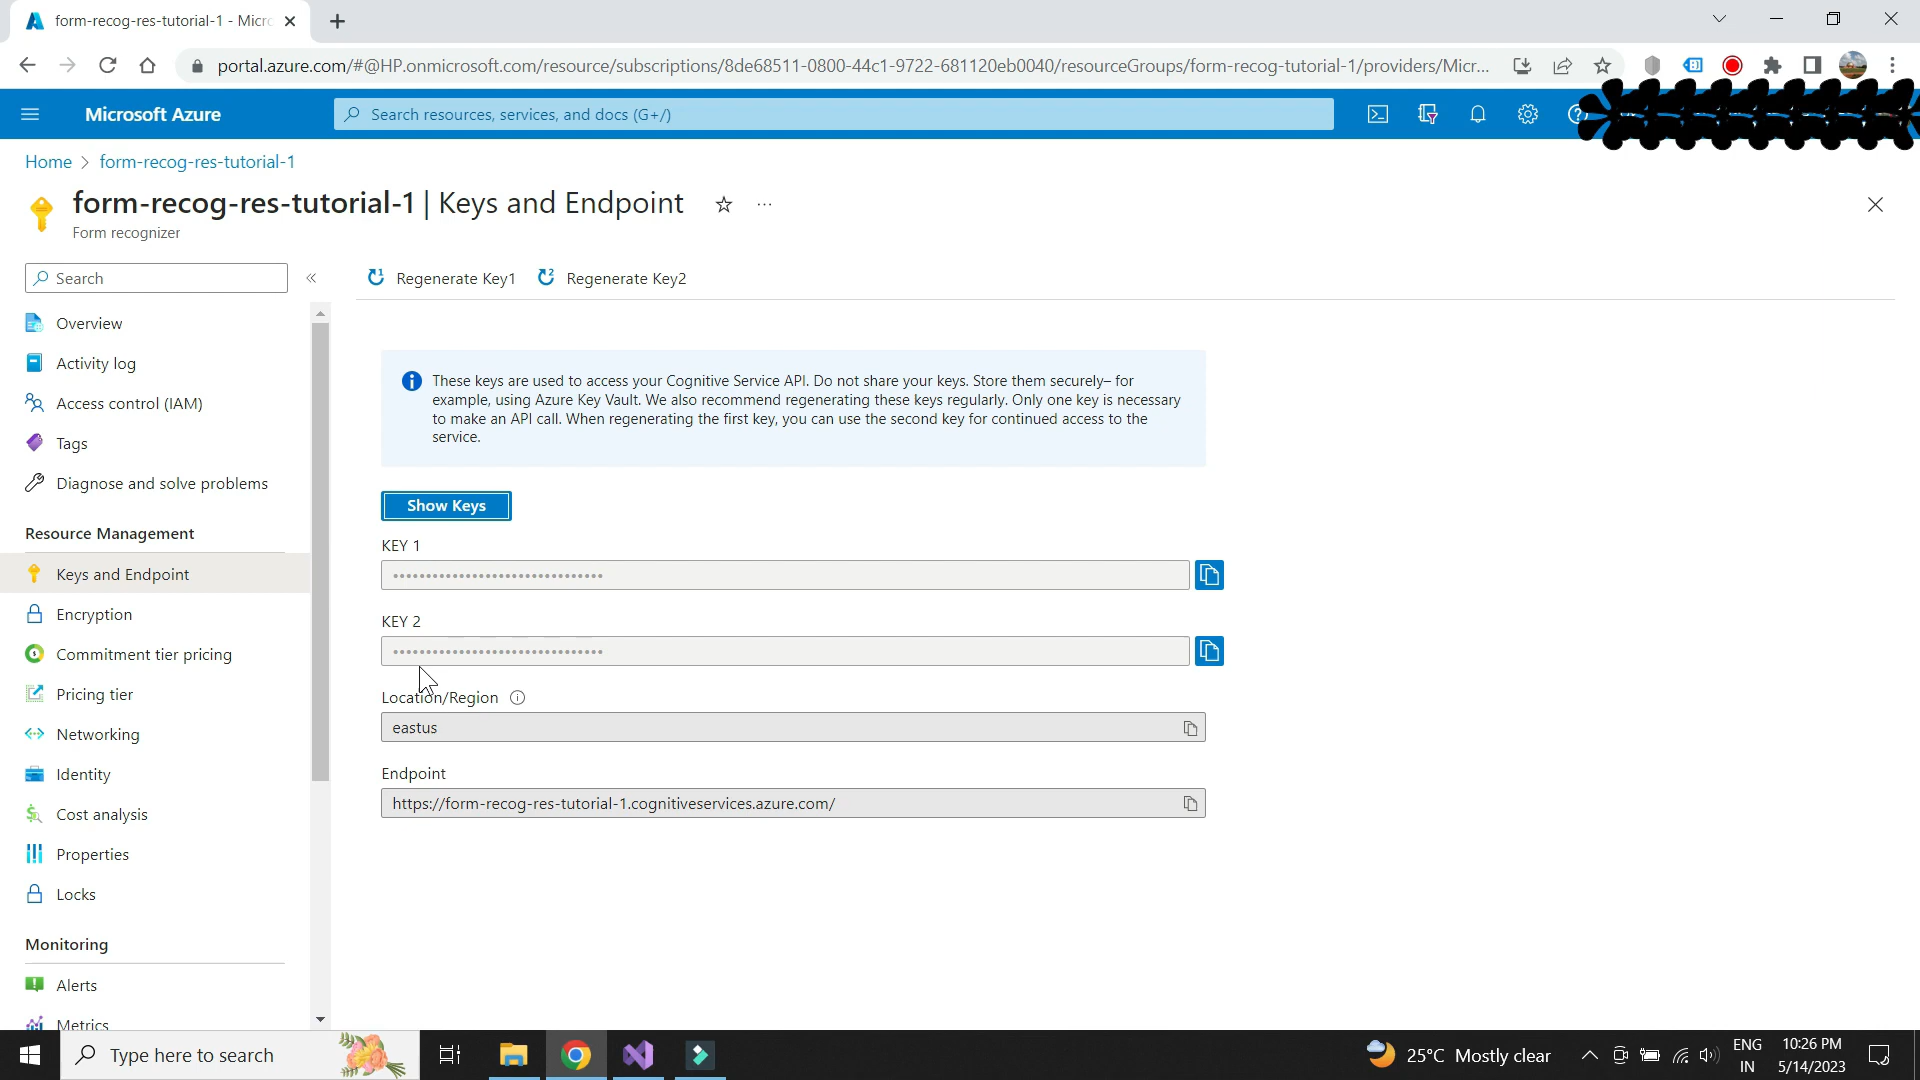 form-recog-res-tutorial-1 - Micr
portal.azure.com/#@HP.onmicrosoft.com/resource/subscriptions/8de68511-0800-44c1-9722-681120eb0040/resourceGroups/form-recog-tutorial-1/providers/Micr...
Microsoft Azure
Search resources, services, and docs (G+/)
Home > form-recog-res-tutorial-1
form-recog-res-tutorial-1 | Keys and Endpoint
Form recognizer
Search
Regenerate Key1
Regenerate Key2
Overview
Activity log
Access control (IAM)
Tags
Diagnose and solve problems
Resource Management
Keys and Endpoint
Encryption
Commitment tier pricing
Pricing tier
Networking
Identity
Cost analysis
Properties
Locks
Monitoring
Alerts
Metrics
These keys are used to access your Cognitive Service API. Do not share your keys. Store them securely– for
example, using Azure Key Vault. We also recommend regenerating these keys regularly. Only one key is necessary
to make an API call. When regenerating the first key, you can use the second key for continued access to the
service.
Show Keys
KEY 1
KEY 2
Location/Region
eastus
Endpoint
https://form-recog-res-tutorial-1.cognitiveservices.azure.com/
Type here to search
25°C Mostly clear
ENG
IN
10:26 PM
5/14/2023